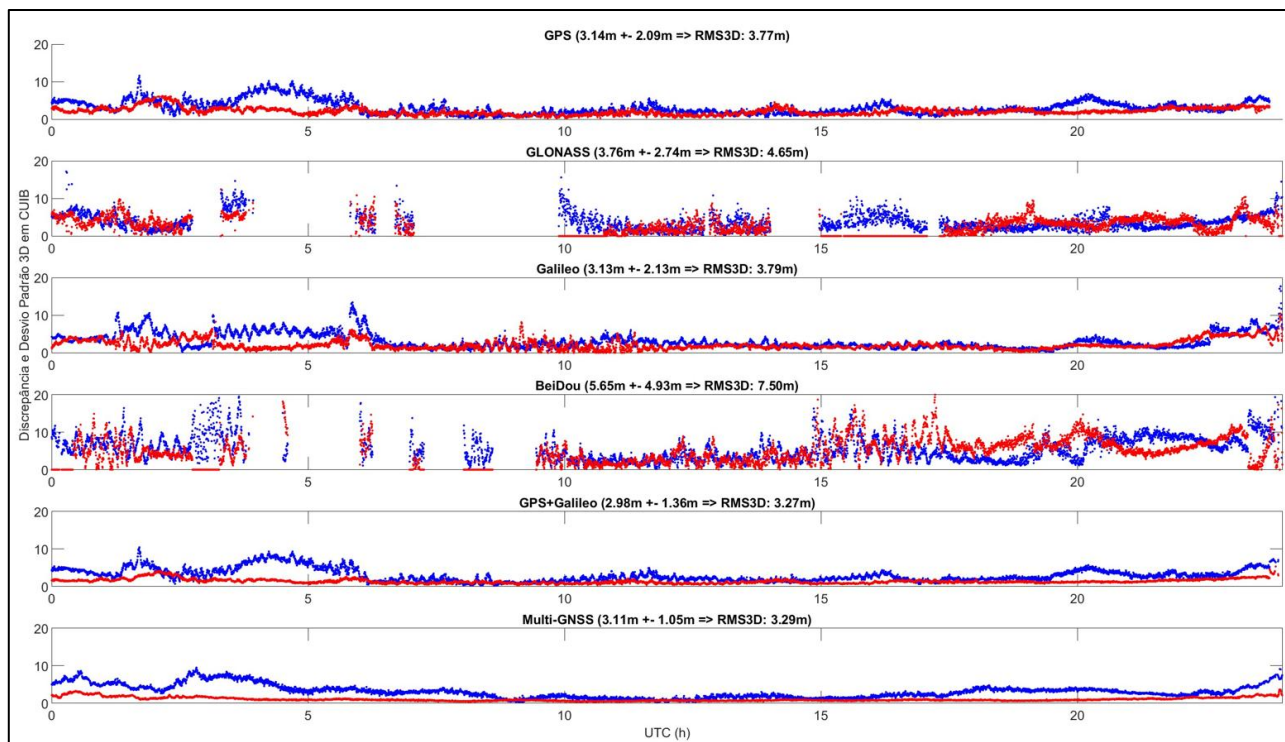 Discrepância e Desvio Padrão 3D em CUIB
GPS (3.14m +- 2.09m => RMS3D: 3.77m)
20
10
0
0 5 10 15 20
GLONASS (3.76m +- 2.74m => RMS3D: 4.65m)
20
10
0
0 5 10 15 20
Galileo (3.13m +- 2.13m => RMS3D: 3.79m)
20
10
0
0 5 10 15 20
BeiDou (5.65m +- 4.93m => RMS3D: 7.50m)
20
10
0
0 5 10 15 20
GPS+Galileo (2.98m +- 1.36m => RMS3D: 3.27m)
20
10
0
0 5 10 15 20
Multi-GNSS (3.11m +- 1.05m => RMS3D: 3.29m)
20
10
0
0 5 10 15 20
UTC (h)